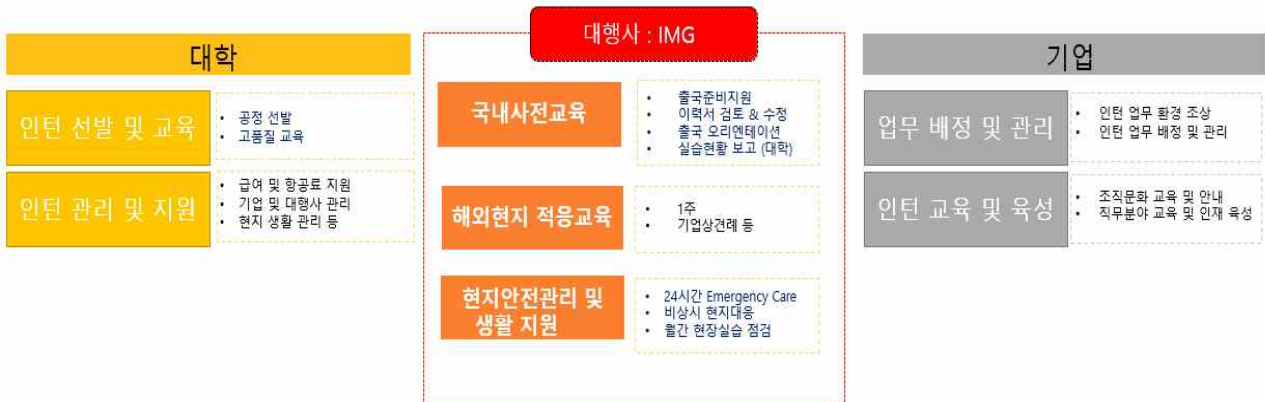 대학
인턴 선발 및 교육
• 공정 선발
• 고품질 교육
인턴 관리 및 지원
• 급여 및 항공료 지원
• 기업 및 대행사 관리
• 현지 생활 관리 등
대행사 : IMG
국내사전교육
• 출국준비지원
• 이력서 검토 & 수정
• 출국 오리엔테이션
• 실습현황 보고 (대학)
해외현지 적응교육
• 1주
• 기업상견례 등
현지안전관리 및
생활 지원
• 24시간 Emergency Care
• 비상시 현지대응
• 월간 현장실습 점검
기업
업무 배정 및 관리
• 인턴 업무 환경 조상
• 인턴 업무 배정 및 관리
인턴 교육 및 육성
• 조직문화 교육 및 안내
• 직무분야 교육 및 인재 육성